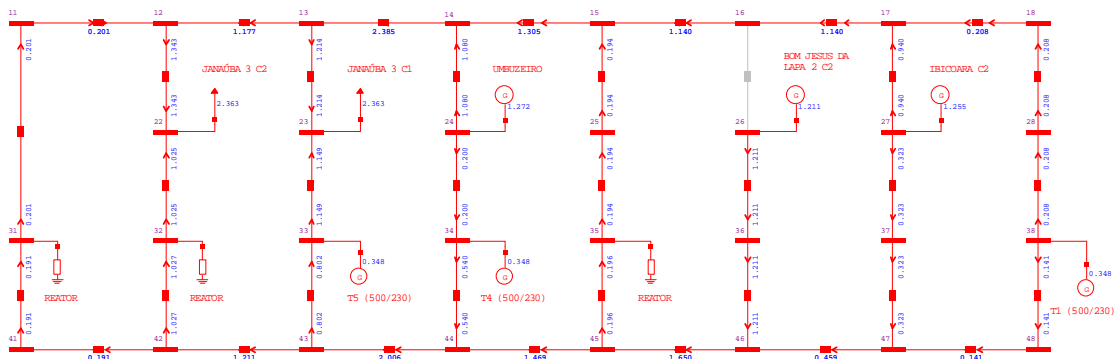 11 12 13 14 15 16 17 18
0.201 1.177 2.385 1.305 1.140 1.140 0.208
0.201 1.343 1.214 1.080 0.194 0.940 0.208
JANAÚBA 3 C2 JANAÚBA 3 C1 UMBUZEIRO BOM JESUS DA
LAPA 2 C2 IBICOARA C2
G G G
2.363 2.363 1.272 1.211 1.255
1.343 1.214 1.080 0.194 0.940 0.208
22 23 24 25 26 27 28
1.025 1.149 0.200 0.194 1.211 0.323 0.208
0.201 1.025 1.149 0.200 0.194 1.211 0.323 0.208
31 32 33 34 35 36 37 38
0.191 1.027 0.802 0.348 0.540 0.348 0.196 1.211 0.323 0.141 0.348
G G G
REATOR REATOR T5 (500/230) T4 (500/230) REATOR T1 (500/230)
0.191 1.027 0.802 0.540 0.196 1.211 0.323 0.141
41 42 43 44 45 46 47 48
0.191 1.211 2.006 1.469 1.650 0.459 0.141